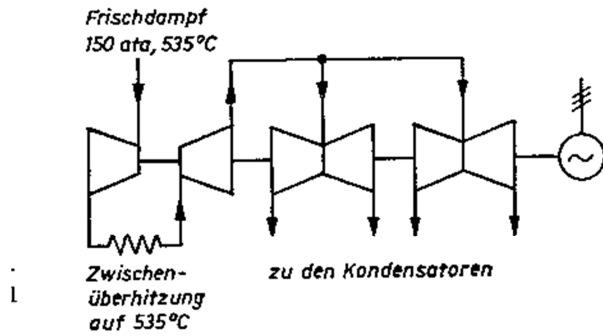 Frischdampf
150 ata, 535°C
~
Zwischen-
überhitzung
auf 535°C
zu den Kondensatoren